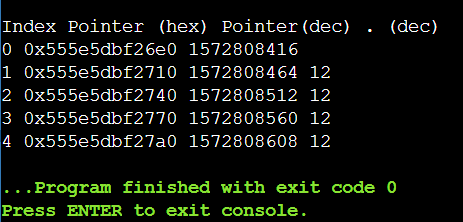 Index Pointer (hex) Pointer(dec) . (dec)
0 0x555e5dbf26e0 1572808416
1 0x555e5dbf2710 1572808464 12
2 0x555e5dbf2740 1572808512 12
3 0x555e5dbf2770 1572808560 12
4 0x555e5dbf27a0 1572808608 12
...Program finished with exit code 0
Press ENTER to exit console.